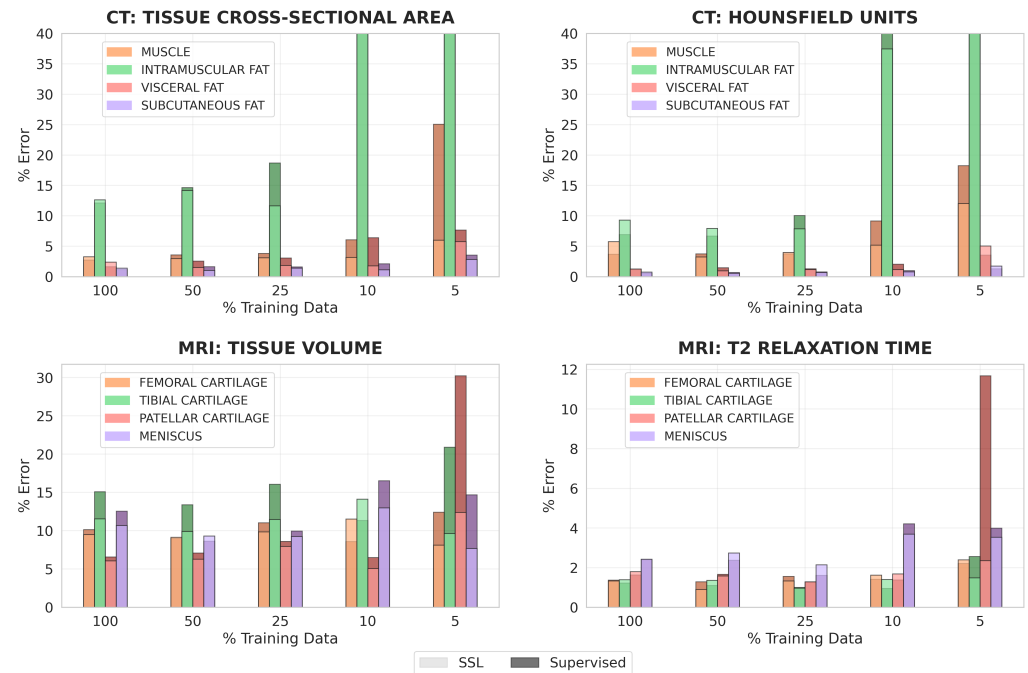 CT: TISSUE CROSS-SECTIONAL AREA
40
35
30
25
20
15
10
5
0
% Error
MUSCLE
INTRAMUSCULAR FAT
VISCERAL FAT
SUBCUTANEOUS FAT
100 50 25 10 5
% Training Data
CT: HOUNSFIELD UNITS
40
35
30
25
20
15
10
5
0
% Error
MUSCLE
INTRAMUSCULAR FAT
VISCERAL FAT
SUBCUTANEOUS FAT
100 50 25 10 5
% Training Data
MRI: TISSUE VOLUME
30
25
20
15
10
5
0
% Error
FEMORAL CARTILAGE
TIBIAL CARTILAGE
PATELLAR CARTILAGE
MENISCUS
100 50 25 10 5
% Training Data
MRI: T2 RELAXATION TIME
12
10
8
6
4
2
0
% Error
FEMORAL CARTILAGE
TIBIAL CARTILAGE
PATELLAR CARTILAGE
MENISCUS
100 50 25 10 5
% Training Data
SSL Supervised